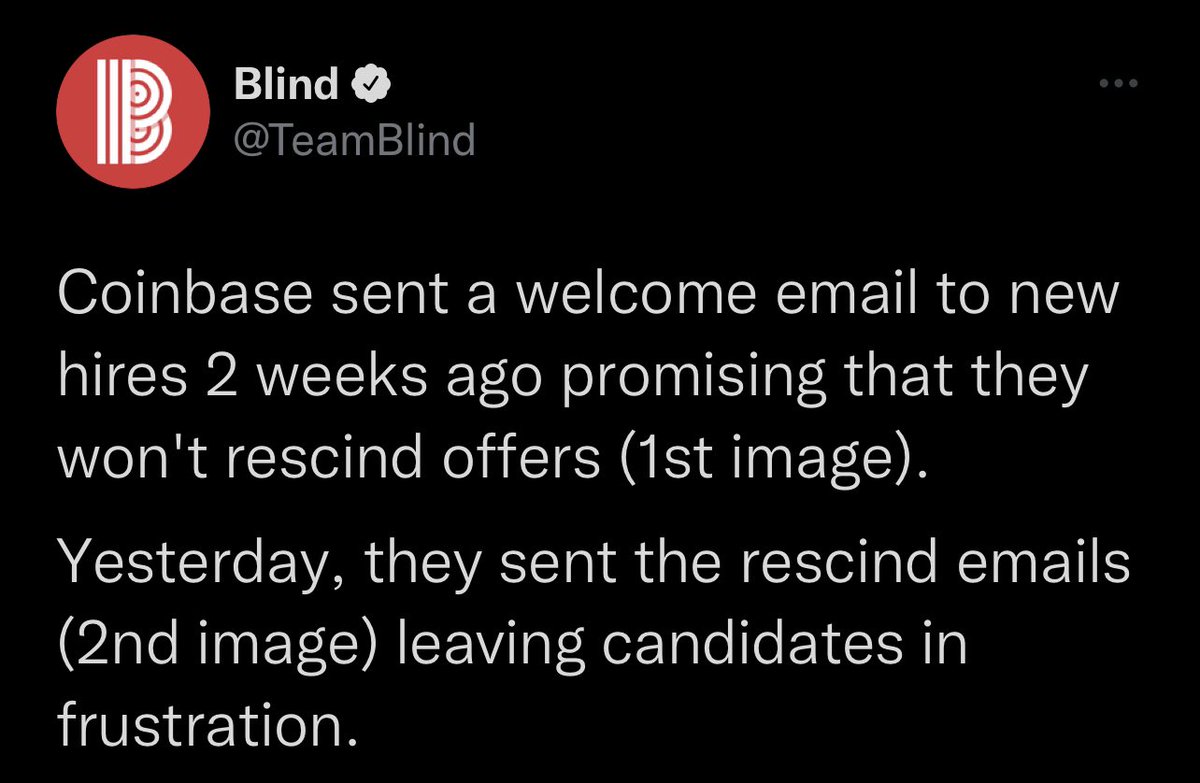 Blind
@TeamBlind
Coinbase sent a welcome email to new
hires 2 weeks ago promising that they
won't rescind offers (1st image).
Yesterday, they sent the rescind emails
(2nd image) leaving candidates in
frustration.